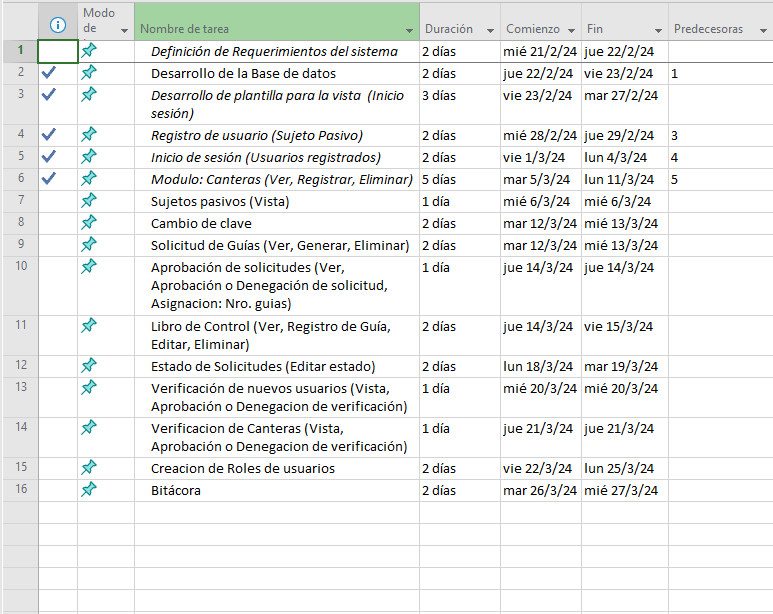 Modo de
Nombre de tarea Duración Comienzo Fin Predecesoras
1 Definición de Requerimientos del sistema 2 días mié 21/2/24 jue 22/2/24
2 Desarrollo de la Base de datos 2 días jue 22/2/24 vie 23/2/24 1
3 Desarrollo de plantilla para la vista (Inicio 3 días vie 23/2/24 mar 27/2/24
sesión)
4 Registro de usuario (Sujeto Pasivo) 2 días mié 28/2/24 jue 29/2/24 3
5 Inicio de sesión (Usuarios registrados) 2 días vie 1/3/24 lun 4/3/24 4
6 Modulo: Canteras (Ver, Registrar, Eliminar) 5 días mar 5/3/24 lun 11/3/24 5
7 Sujetos pasivos (Vista) 1 día mié 6/3/24 mié 6/3/24
8 Cambio de clave 2 días mar 12/3/24 mié 13/3/24
9 Solicitud de Guías (Ver, Generar, Eliminar) 2 días mar 12/3/24 mié 13/3/24
10 Aprobación de solicitudes (Ver, 1 día jue 14/3/24 jue 14/3/24
Aprobación o Denegación de solicitud,
Asignacion: Nro. guias)
11 Libro de Control (Ver, Registro de Guía, 2 días jue 14/3/24 vie 15/3/24
Editar, Eliminar)
12 Estado de Solicitudes (Editar estado) 2 días lun 18/3/24 mar 19/3/24
13 Verificación de nuevos usuarios (Vista, 1 día mié 20/3/24 mié 20/3/24
Aprobación o Denegacion de verificación)
14 Verificacion de Canteras (Vista, 1 día jue 21/3/24 jue 21/3/24
Aprobación o Denegacion de verificación)
15 Creacion de Roles de usuarios 2 días vie 22/3/24 lun 25/3/24
16 Bitácora 2 días mar 26/3/24 mié 27/3/24